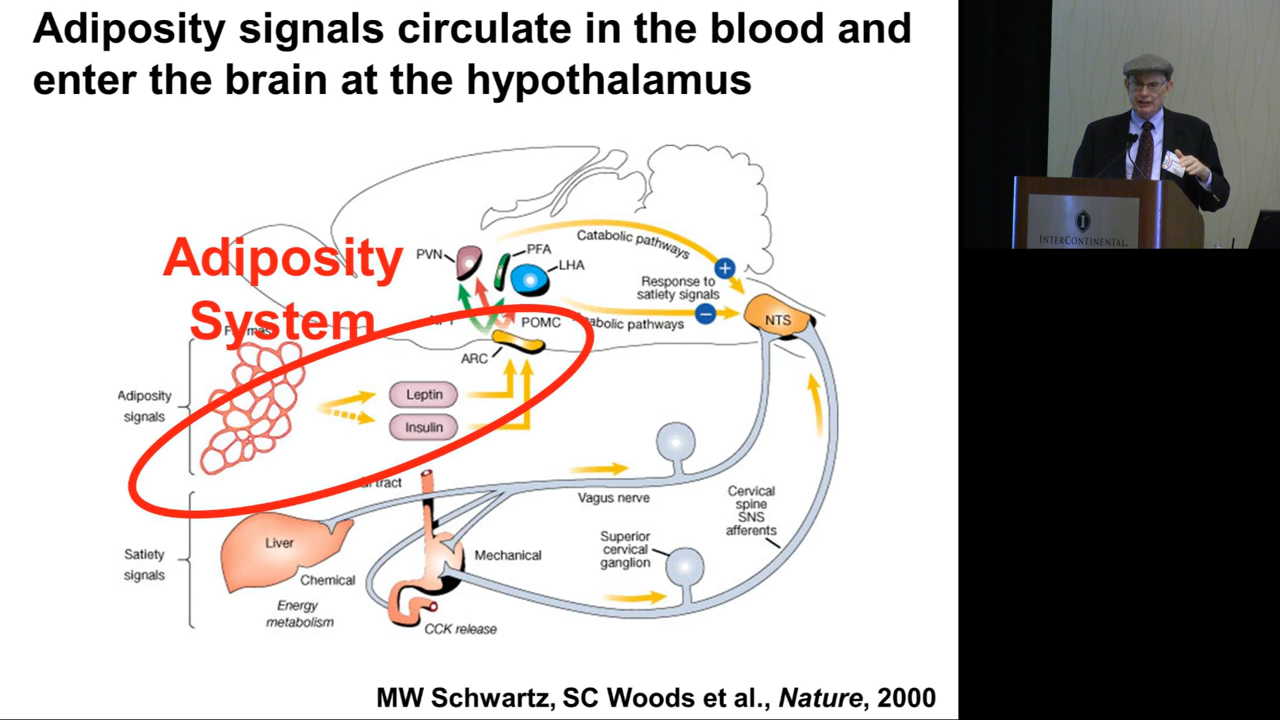 Adiposity signals circulate in the blood and
enter the brain at the hypothalamus
Adiposity
System
PVN
PFA
LHA
Catabolic pathways
Response to
satiety signals
pathways
NTS
POMC
ARC
Adiposity
signals
Leptin
Insulin
tract
Vagus nerve
Cervical
spine
SNS
afferents
Superior
cervical
ganglion
Satiety
signals
Liver
Chemical
Mechanical
Energy
metabolism
CCK release
MW Schwartz, SC Woods et al., Nature, 2000
INTERCONTINENTAL